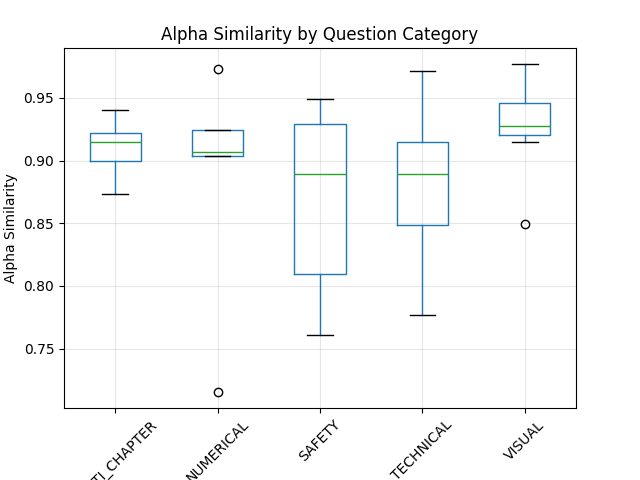 Alpha Similarity by Question Category
Alpha Similarity
0.95
0.90
0.85
0.80
0.75
TI_CHAPTER
NUMERICAL
SAFETY
TECHNICAL
VISUAL